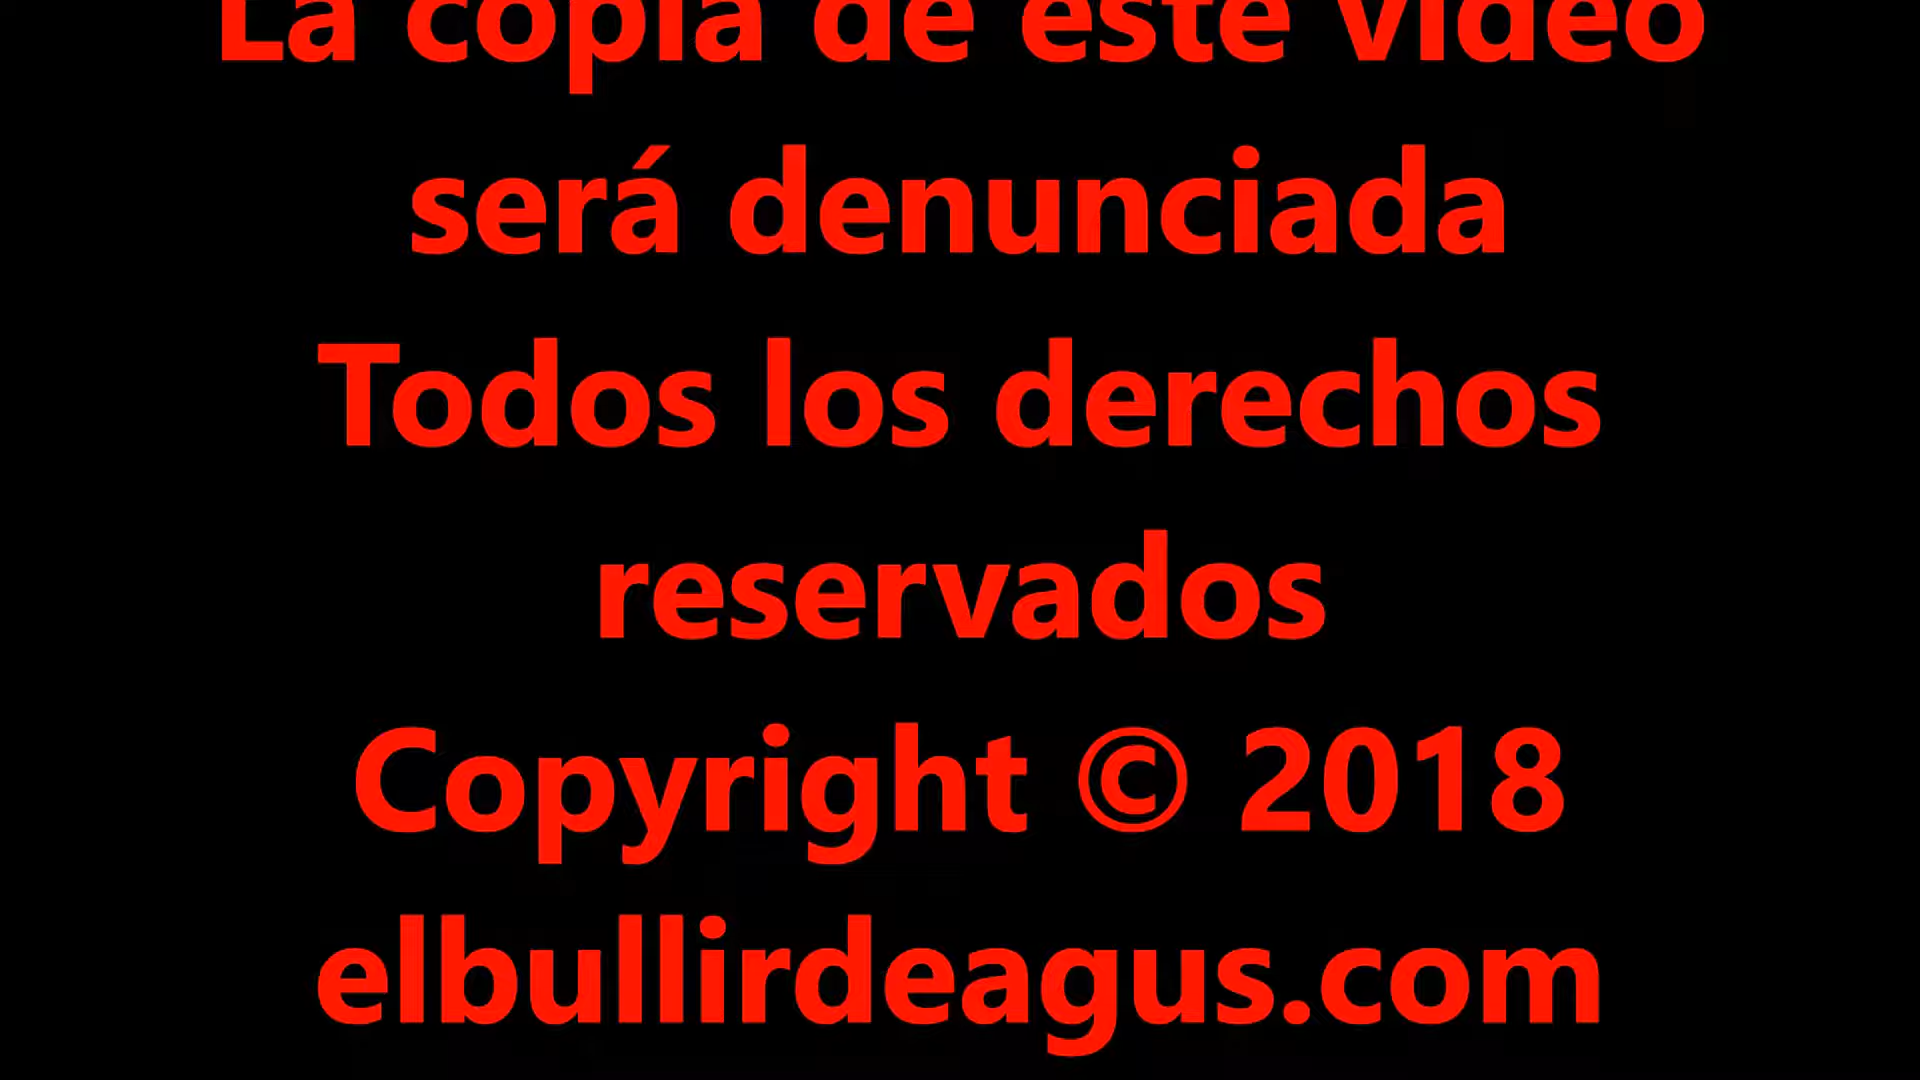 La copia de este video
será denunciada
Todos los derechos
reservados
Copyright © 2018
elbullirdeagus.com